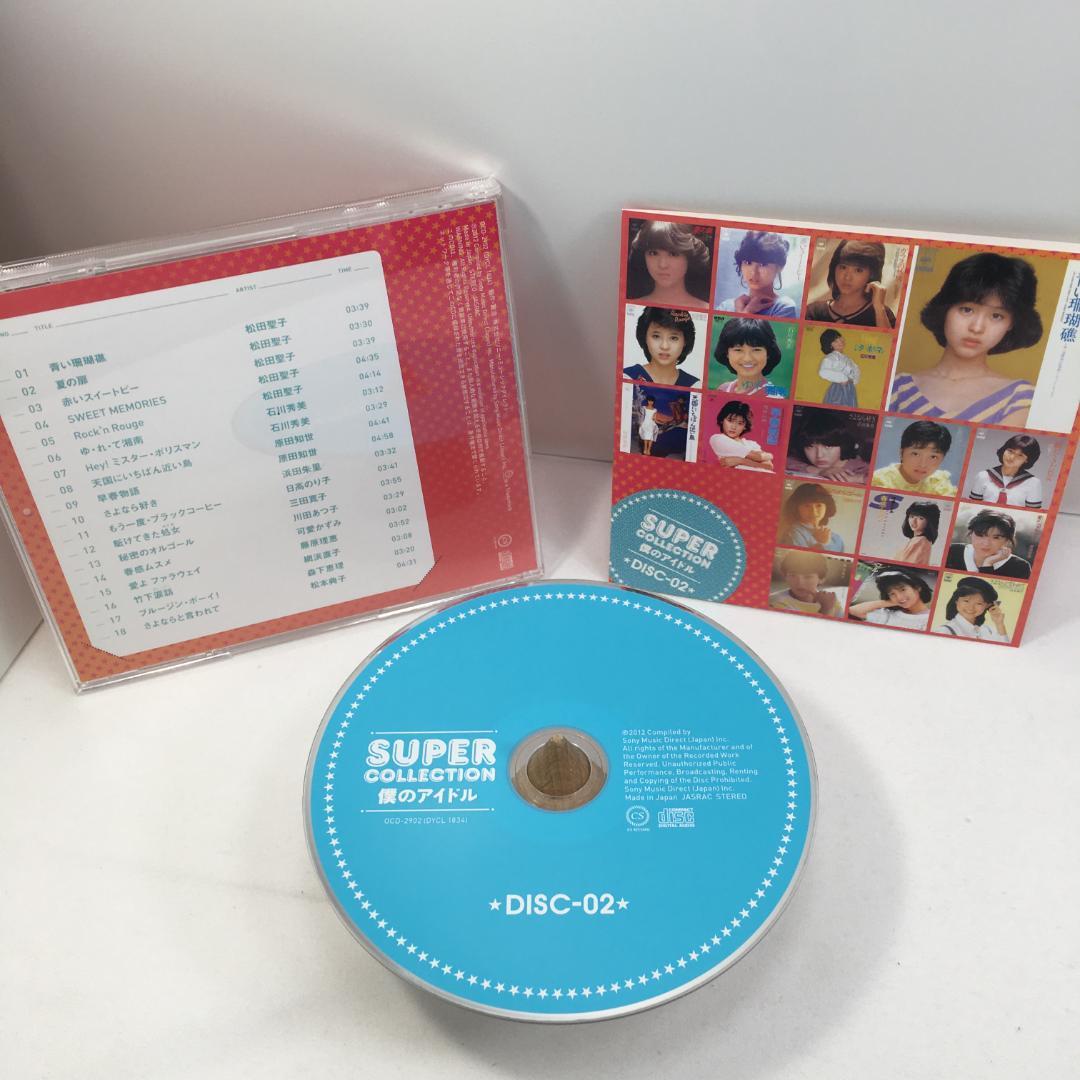 SONG TITLE ARTIST TIME
01 青い珊瑚礁 松田聖子 03:39
02 夏の扉 松田聖子 03:30
03 赤いスイートピー 松田聖子 03:39
04 SWEET MEMORIES 松田聖子 04:35
05 Rock'n Rouge 松田聖子 04:14
06 ゆ・れ・て湘南 石川秀美 03:12
07 Hey! ミスター・ポリスマン 石川秀美 03:29
08 天国にいちばん近い島 原田知世 04:41
09 早春物語 原田知世 04:58
10 さよなら好き 浜田朱里 03:32
11 もう一度・ブラックコーヒー 日高のり子 03:41
12 駈けてきた処女 三田寛子 03:55
13 秘密のオルゴール 川田あつ子 03:29
14 春感ムスメ 可愛かずみ 03:02
15 愛よ ファラウェイ 藤原理恵 03:52
16 竹下涙話 網浜直子 03:08
17 ブルージン・ボーイ! 森下恵理 03:20
18 さよならと言われて 松本典子 04:31
SUPER
COLLECTION
僕のアイドル
★DISC-02★
SUPER
COLLECTION
僕のアイドル
OCD-2902 (DYCL 1834)
©2012 Compiled by
Sony Music Direct (Japan) Inc.
All rights of the Manufacturer and of
the Owner of the Recorded Work
Reserved. Unauthorized Public
Performance, Broadcasting, Renting
and Copying of the Disc Prohibited.
Sony Music Direct (Japan) Inc.
Made in Japan JASRAC STEREO
CS
COMPACT
disc
DIGITAL AUDIO
★DISC-02★